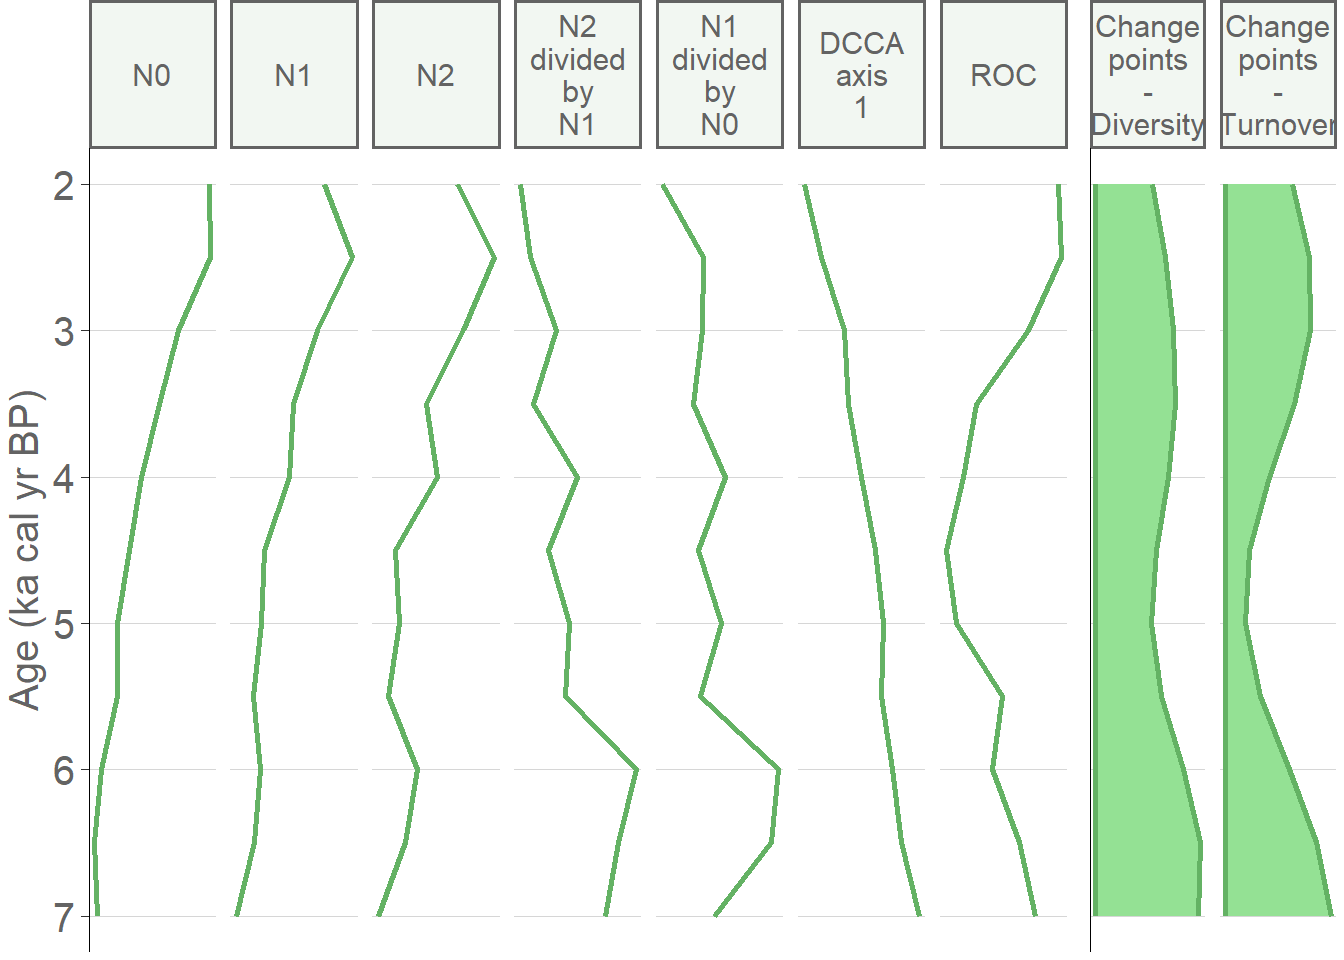 N0
N1
N2
N2
divided
by
N1
N1
divided
by
N0
DCCA
axis
1
ROC
Change
points
-
Diversity
Change
points
-
Turnover
Age (ka cal yr BP)
2
3
4
5
6
7